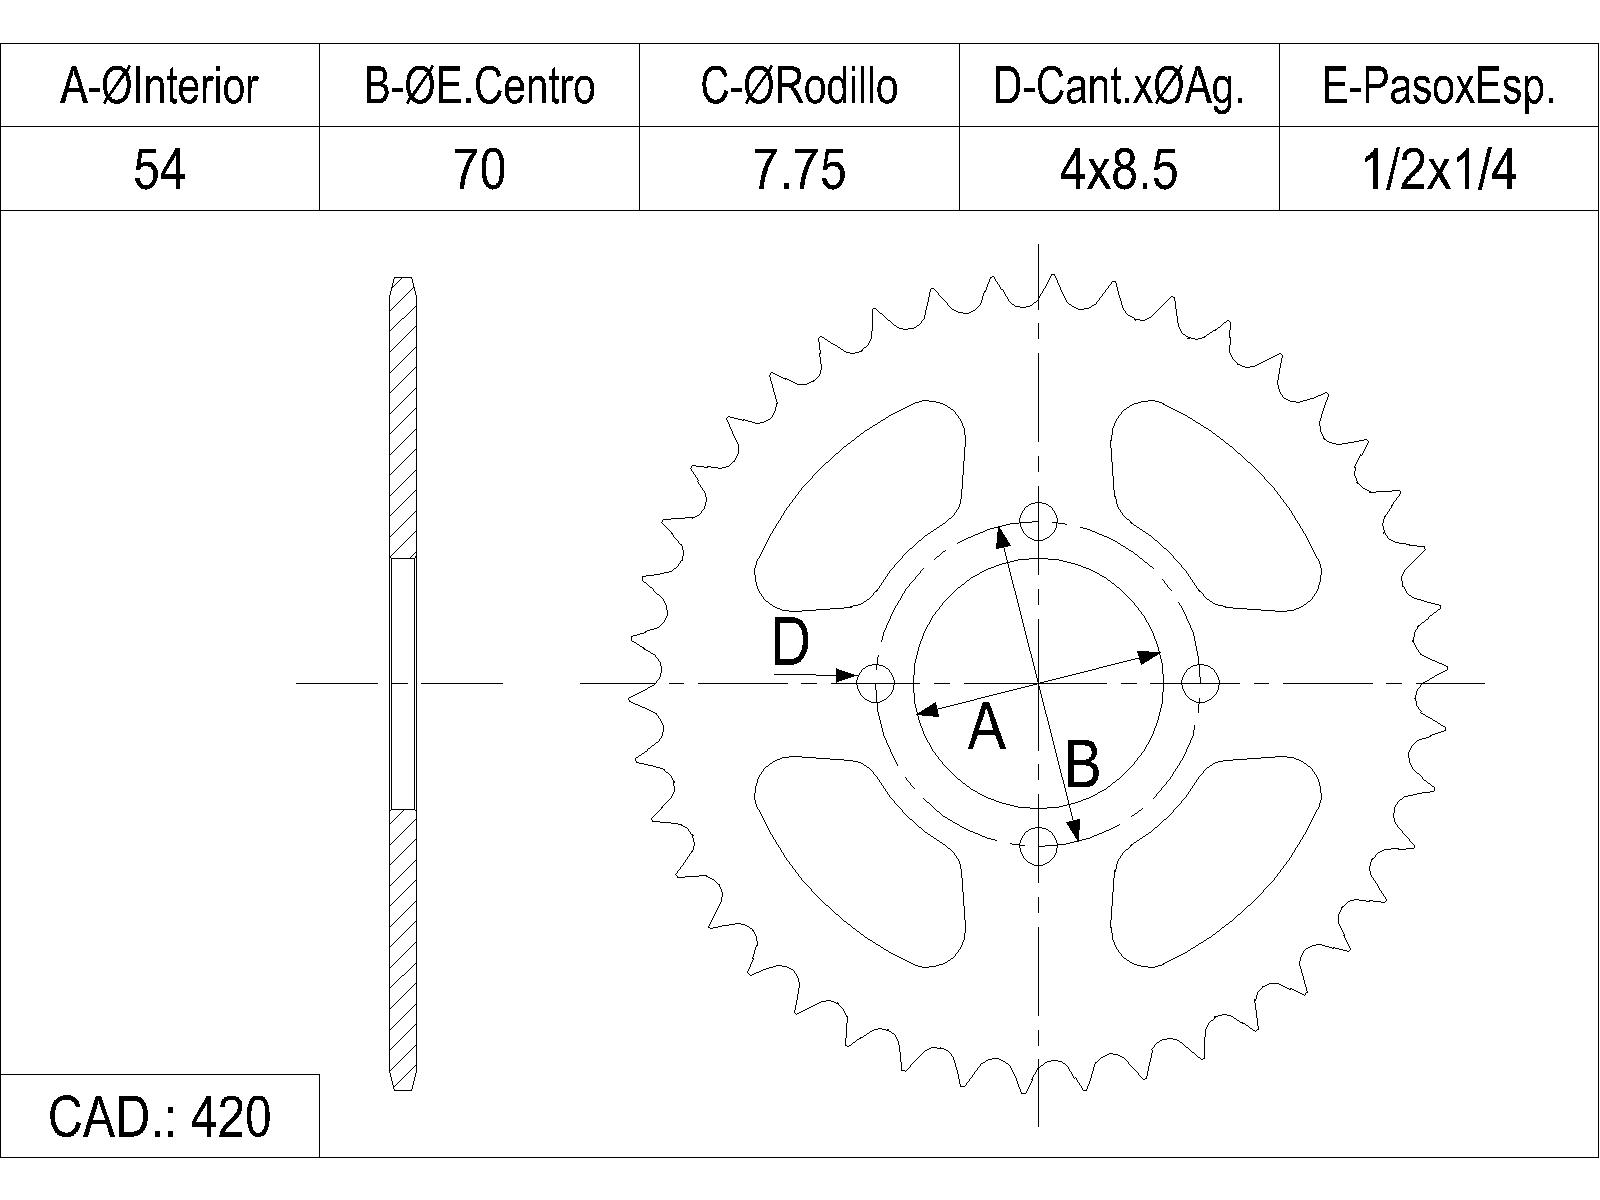 A-ØInterior B-ØE.Centro C-ØRodillo D-Cant.xØAg. E-PasoxEsp.
54 70 7.75 4x8.5 1/2x1/4
D
A
B
CAD.: 420